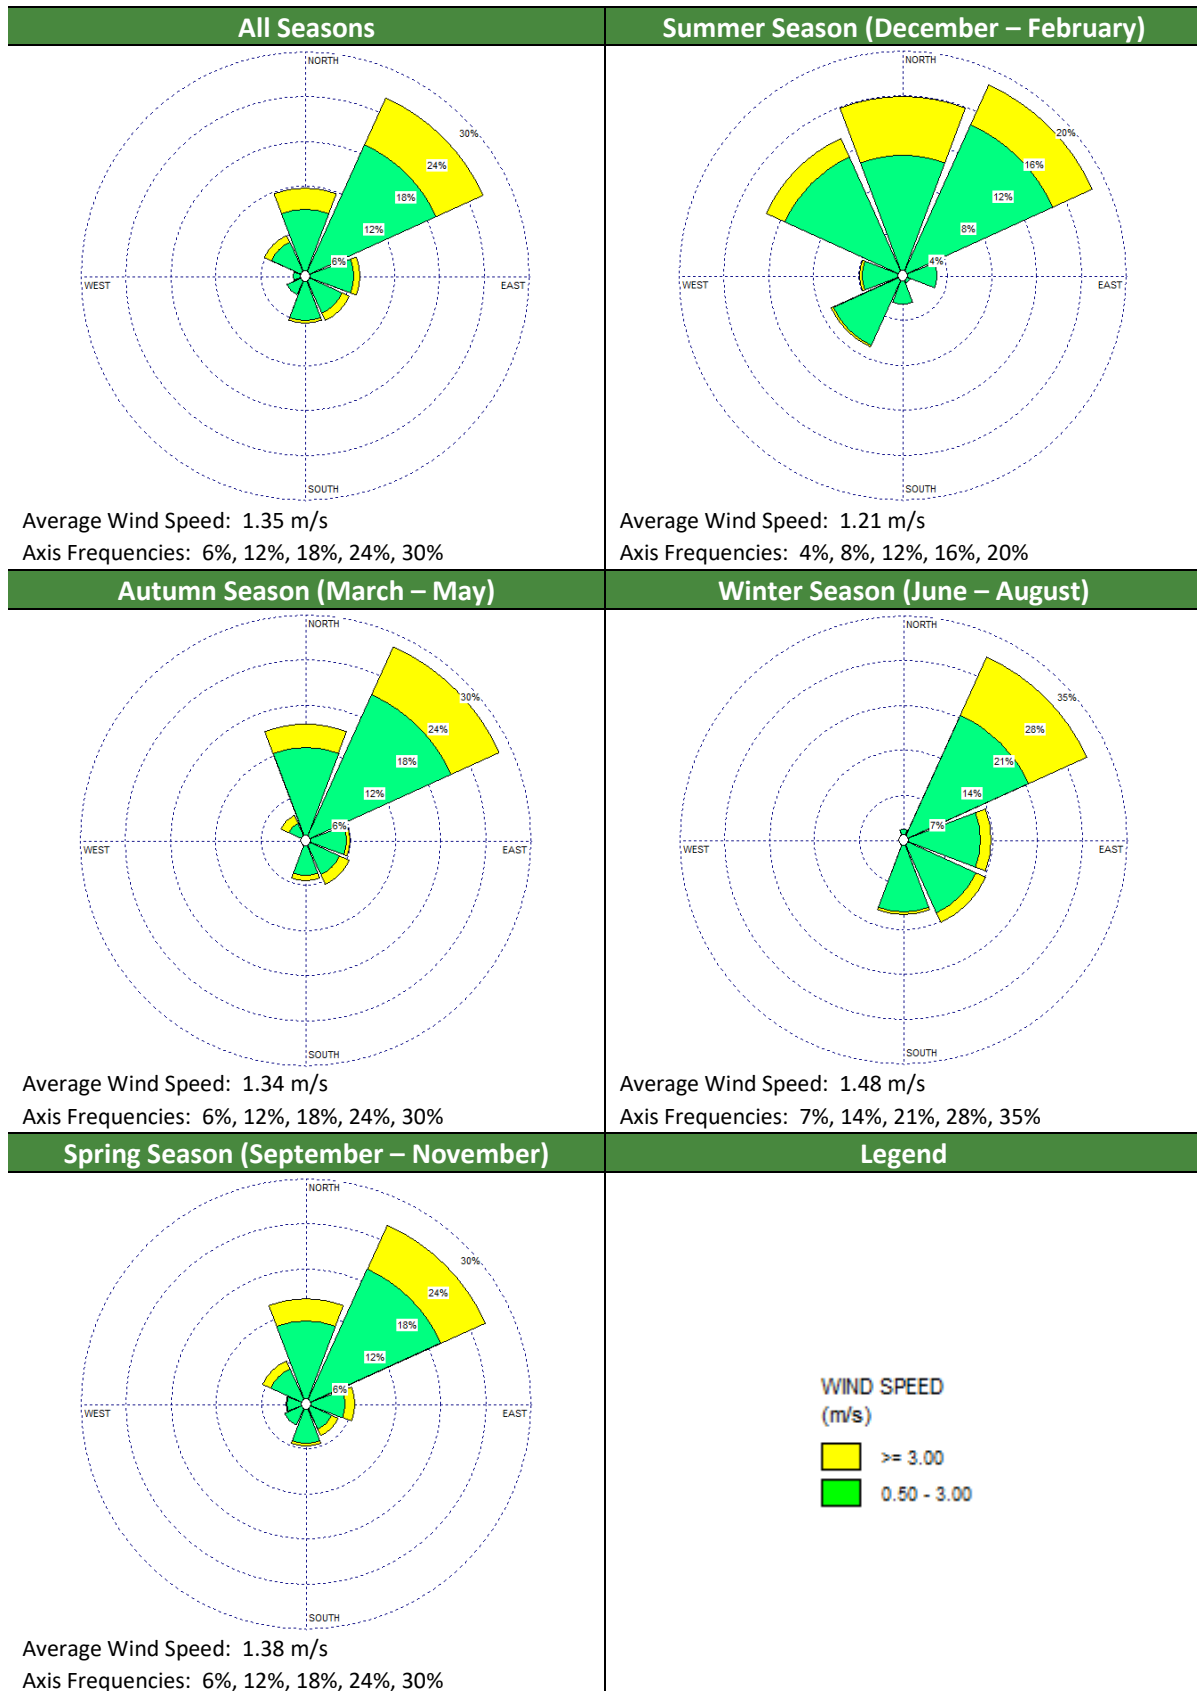 All Seasons
NORTH
30%
24%
18%
12%
6%
WEST
EAST
SOUTH
Average Wind Speed: 1.35 m/s
Axis Frequencies: 6%, 12%, 18%, 24%, 30%
Summer Season (December – February)
NORTH
20%
16%
12%
8%
4%
WEST
EAST
SOUTH
Average Wind Speed: 1.21 m/s
Axis Frequencies: 4%, 8%, 12%, 16%, 20%
Autumn Season (March – May)
NORTH
30%
24%
18%
12%
6%
WEST
EAST
SOUTH
Average Wind Speed: 1.34 m/s
Axis Frequencies: 6%, 12%, 18%, 24%, 30%
Winter Season (June – August)
NORTH
35%
28%
21%
14%
7%
WEST
EAST
SOUTH
Average Wind Speed: 1.48 m/s
Axis Frequencies: 7%, 14%, 21%, 28%, 35%
Spring Season (September – November)
NORTH
30%
24%
18%
12%
6%
WEST
EAST
SOUTH
Average Wind Speed: 1.38 m/s
Axis Frequencies: 6%, 12%, 18%, 24%, 30%
Legend
WIND SPEED
(m/s)
>= 3.00
0.50 - 3.00